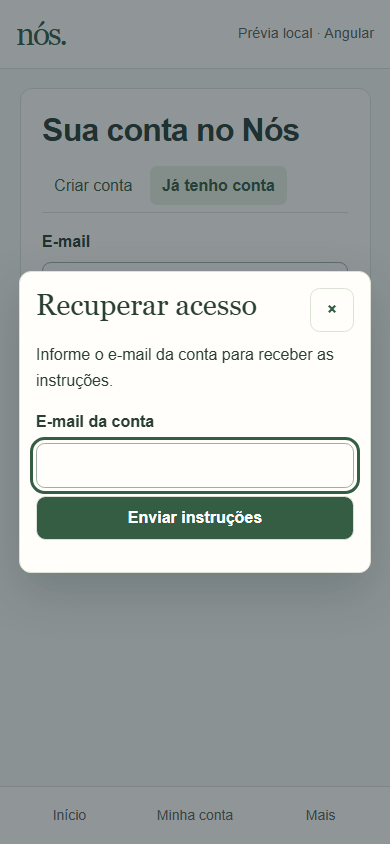 nós.
Prévia local · Angular
Sua conta no Nós
Criar conta
Já tenho conta
E-mail
Recuperar acesso
×
Informe o e-mail da conta para receber as
instruções.
E-mail da conta
Enviar instruções
Início
Minha conta
Mais